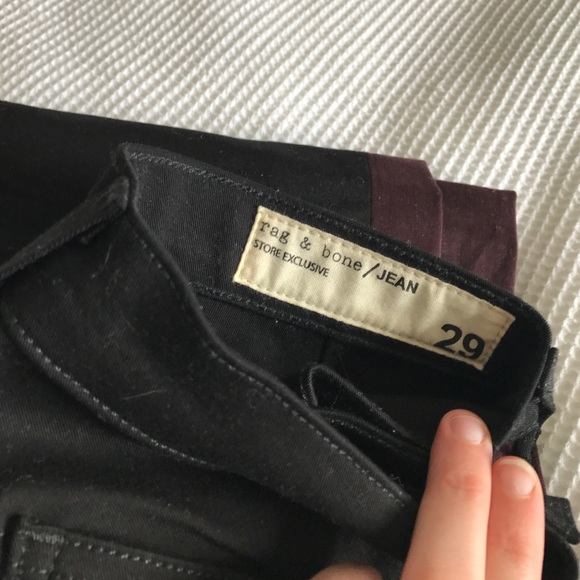 rag & bone/JEAN
STORE EXCLUSIVE
29